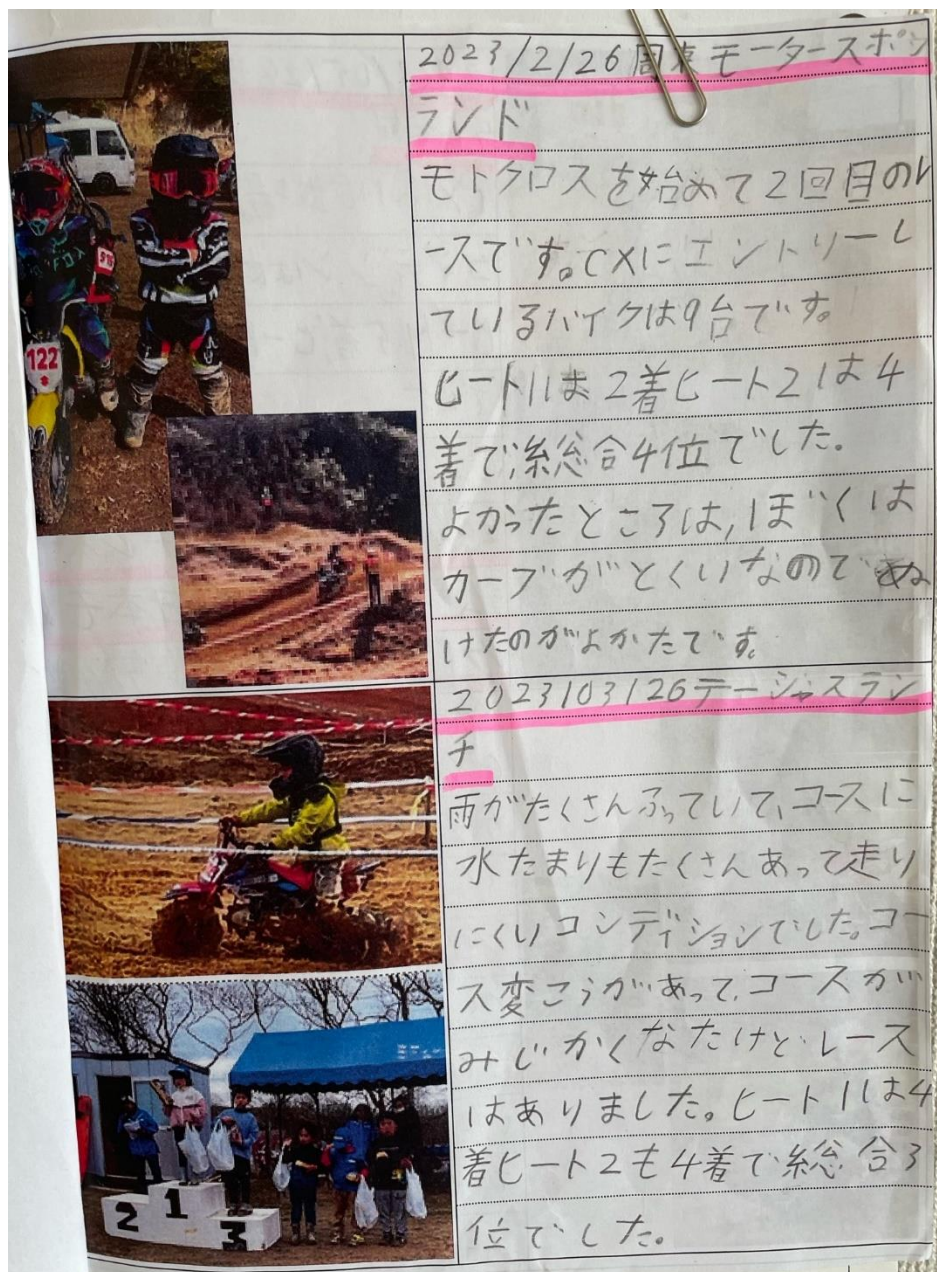 2023/2/26 周東モータースポーツ
ランド
モトクロスを始めて2回目のレ
ースです。CXにエントリーし
ているバイクは9台です。
ヒート1は2着ヒート2は4
着で、総合4位でした。
よかったところは,ぼくは
カーブがとくいなのでぬ
けたのがよかたです。
2023/03/26テージャスラン
チ
雨がたくさんふっていて、コースに
水たまりもたくさんあって走り
にくいコンディションでした。コー
ス変こうがあって、コースが
みじかくなたけどレース
はありました。ヒート1は4
着ヒート2も4着で総合3
位でした。
122
915
FOX
2
1
3